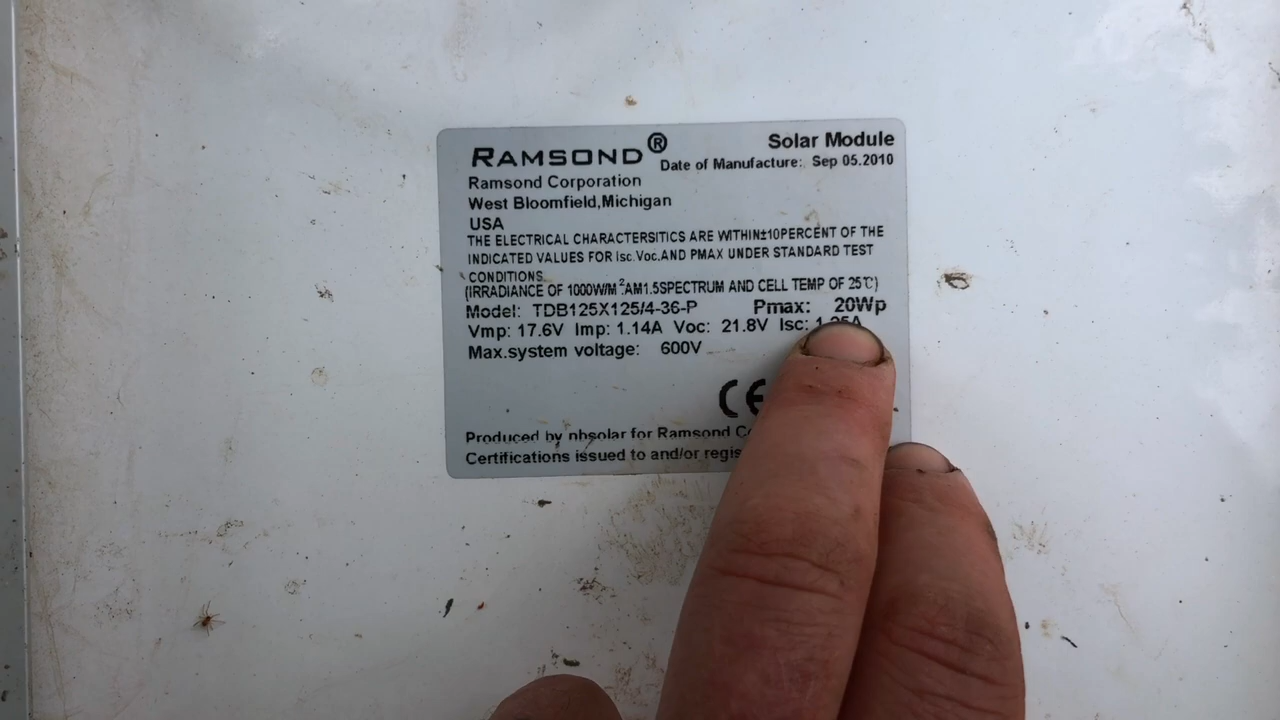 RAMSOND®
Solar Module
Date of Manufacture: Sep 05.2010
Ramsond Corporation
West Bloomfield,Michigan
USA
THE ELECTRICAL CHARACTERSITICS ARE WITHIN±10PERCENT OF THE
INDICATED VALUES FOR Isc.Voc.AND PMAX UNDER STANDARD TEST
CONDITIONS
(IRRADIANCE OF 1000W/M².AM1.5SPECTRUM AND CELL TEMP OF 25℃)
Model: TDB125X125/4-36-P Pmax: 20Wp
Vmp: 17.6V Imp: 1.14A Voc: 21.8V Isc:
Max.system voltage: 600V
CE
Produced by nbsolar for Ramsond
Certifications issued to and/or